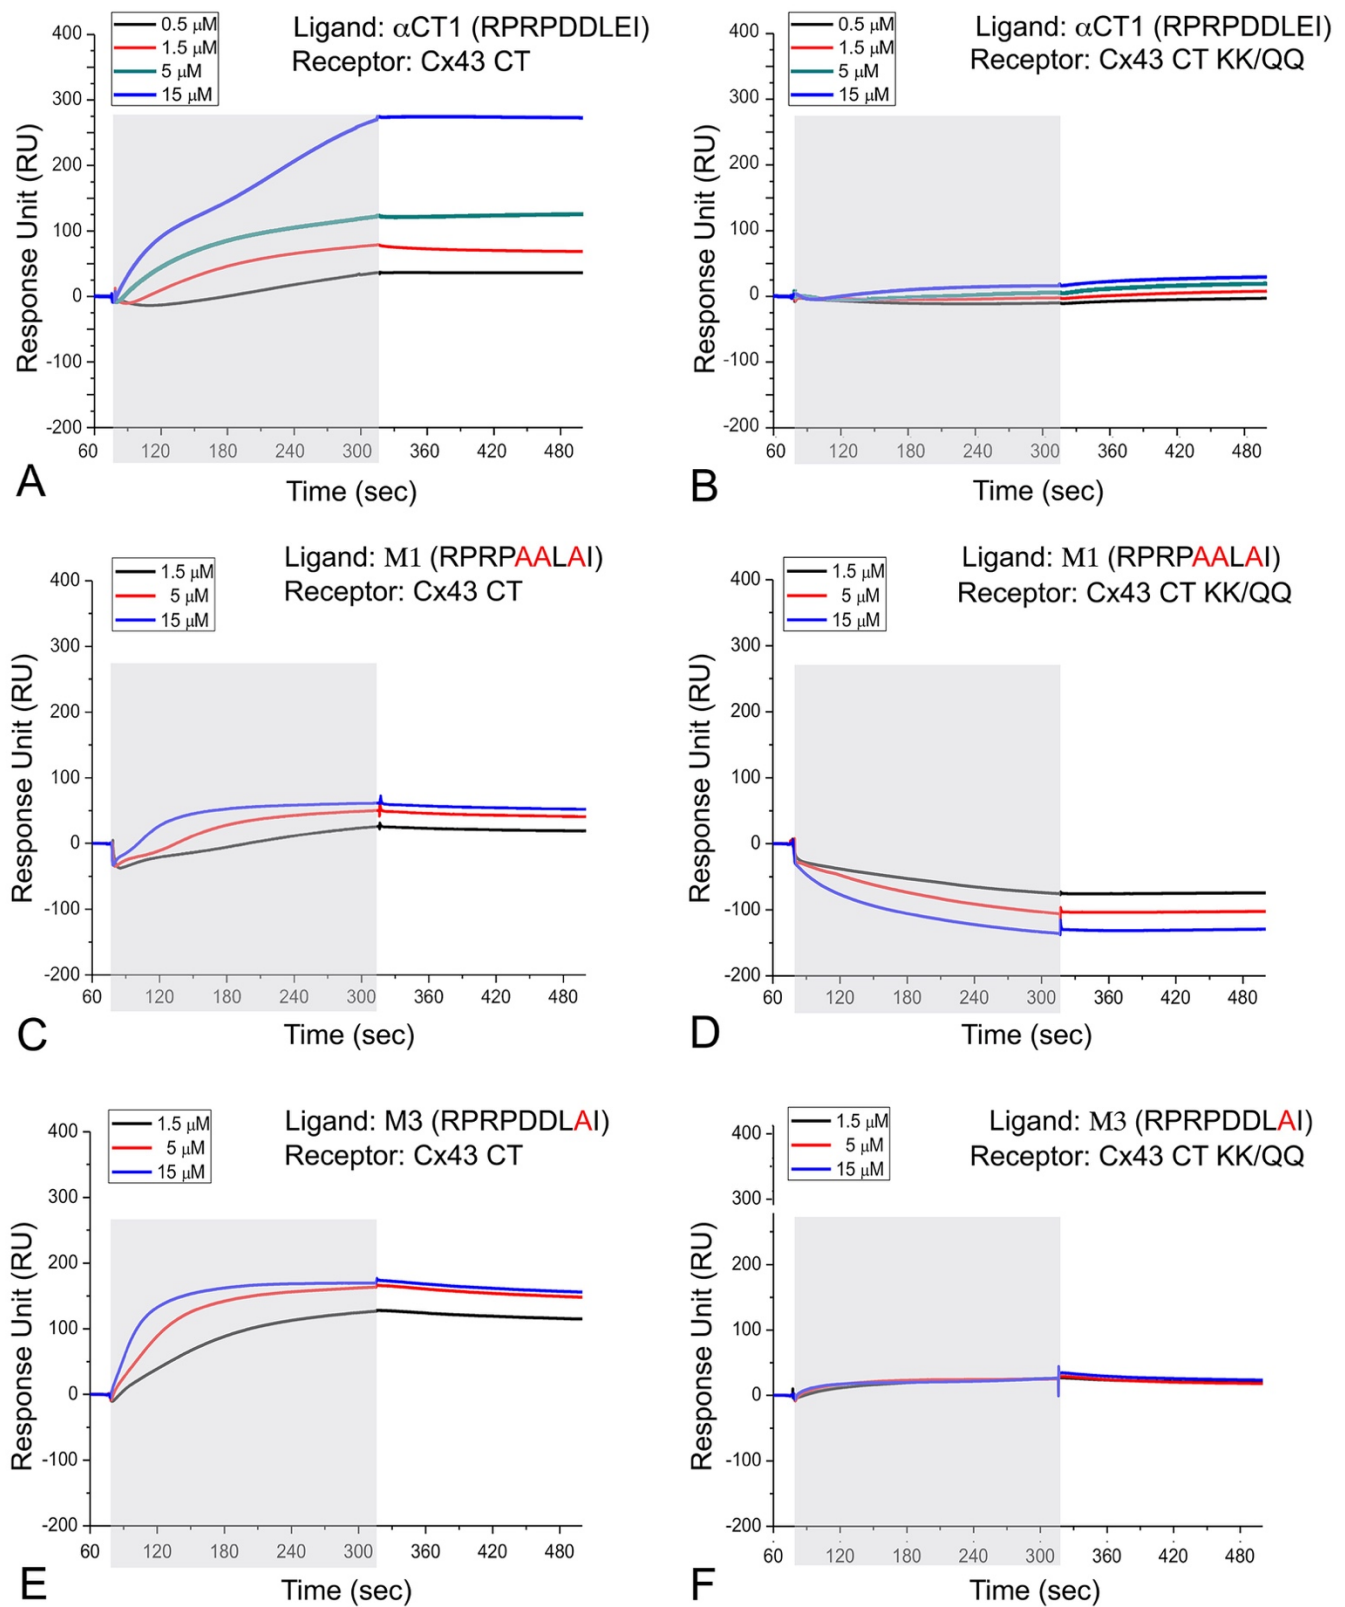 Ligand: αCT1 (RPRPDDLEI)
Receptor: Cx43 CT
0.5 μM
1.5 μM
5 μM
15 μM
Response Unit (RU)
400
300
200
100
0
-100
-200
60 120 180 240 300 360 420 480
Time (sec)
A
Ligand: αCT1 (RPRPDDLEI)
Receptor: Cx43 CT KK/QQ
0.5 μM
1.5 μM
5 μM
15 μM
Response Unit (RU)
400
300
200
100
0
-100
-200
60 120 180 240 300 360 420 480
Time (sec)
B
Ligand: M1 (RPRPAALAI)
Receptor: Cx43 CT
1.5 μM
5 μM
15 μM
Response Unit (RU)
400
300
200
100
0
-100
-200
60 120 180 240 300 360 420 480
Time (sec)
C
Ligand: M1 (RPRPAALAI)
Receptor: Cx43 CT KK/QQ
1.5 μM
5 μM
15 μM
Response Unit (RU)
400
300
200
100
0
-100
-200
60 120 180 240 300 360 420 480
Time (sec)
D
Ligand: M3 (RPRPDDLAI)
Receptor: Cx43 CT
1.5 μM
5 μM
15 μM
Response Unit (RU)
400
300
200
100
0
-100
-200
60 120 180 240 300 360 420 480
Time (sec)
E
Ligand: M3 (RPRPDDLAI)
Receptor: Cx43 CT KK/QQ
1.5 μM
5 μM
15 μM
Response Unit (RU)
400
300
200
100
0
-100
-200
60 120 180 240 300 360 420 480
Time (sec)
F